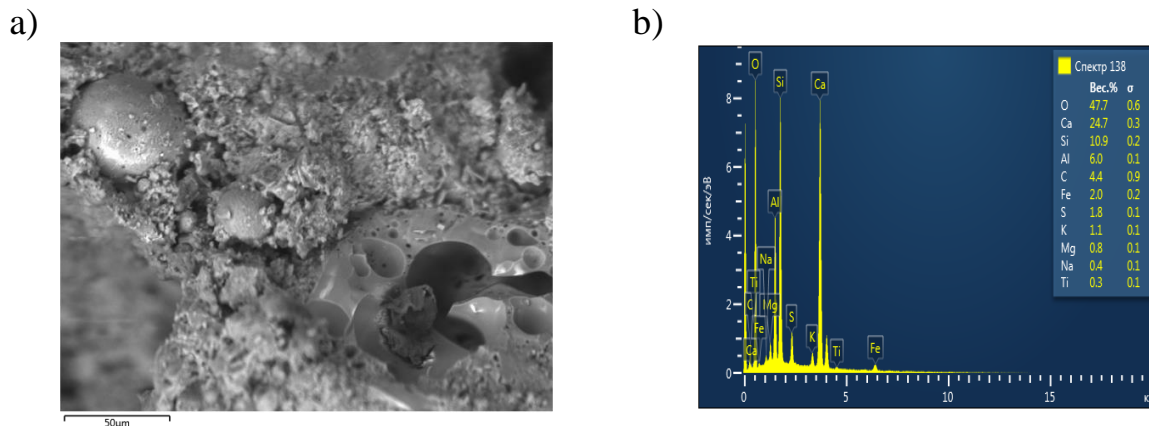 a)
b)
50μm
имп/сек/эВ
8
6
4
2
0
0
5
10
15
к
O
Si
Ca
Al
Na
Ti
C
Mg
Fe
Ca
S
K
Ti
Fe
Спектр 138
Вес.% σ
O 47.7 0.6
Ca 24.7 0.3
Si 10.9 0.2
Al 6.0 0.1
C 4.4 0.9
Fe 2.0 0.2
S 1.8 0.1
K 1.1 0.1
Mg 0.8 0.1
Na 0.4 0.1
Ti 0.3 0.1